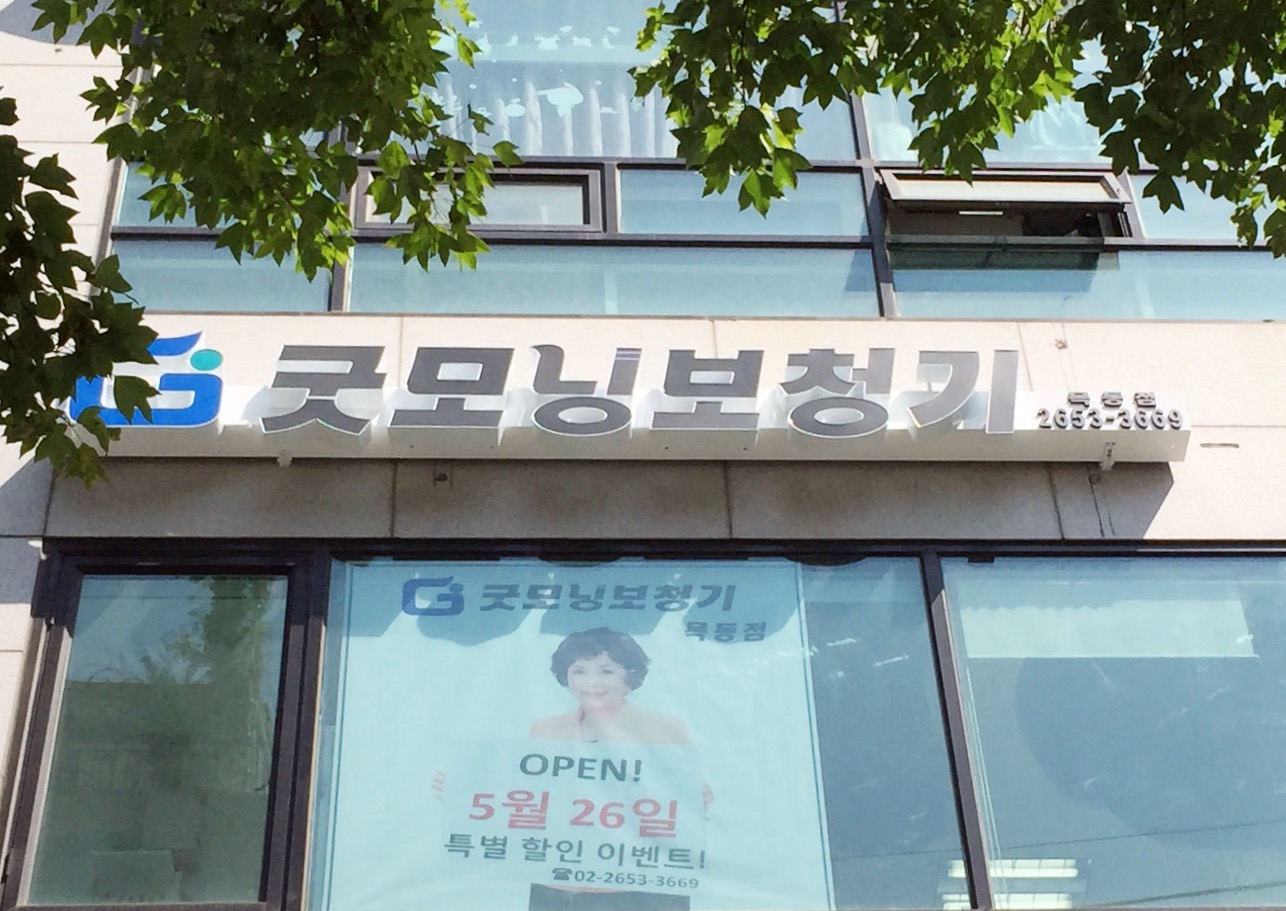 굿모닝보청기
목동점
2653-3669
굿모닝보청기
목동점
OPEN!
5월 26일
특별 할인 이벤트!
☎02-2653-3669